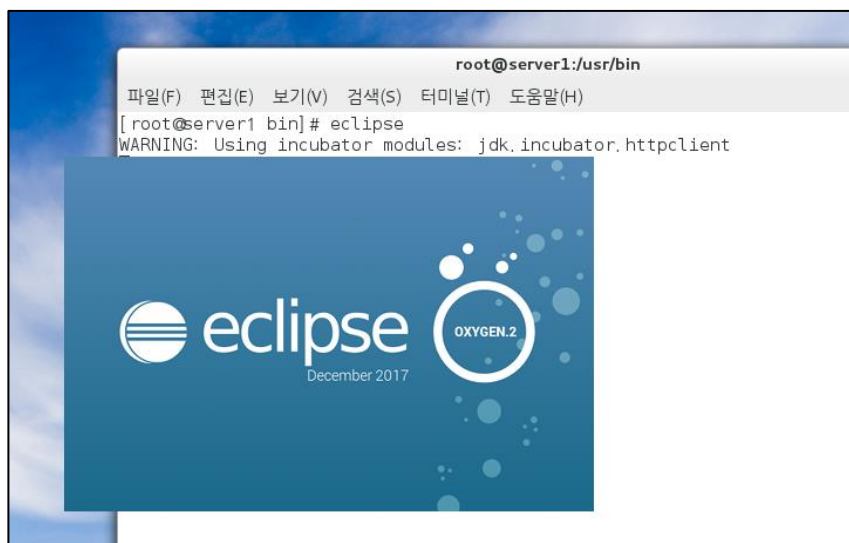 root@server1:/usr/bin
파일(F) 편집(E) 보기(V) 검색(S) 터미널(T) 도움말(H)
[root@server1 bin]# eclipse
WARNING: Using incubator modules: jdk.incubator.httpclient
eclipse
OXYGEN.2
December 2017